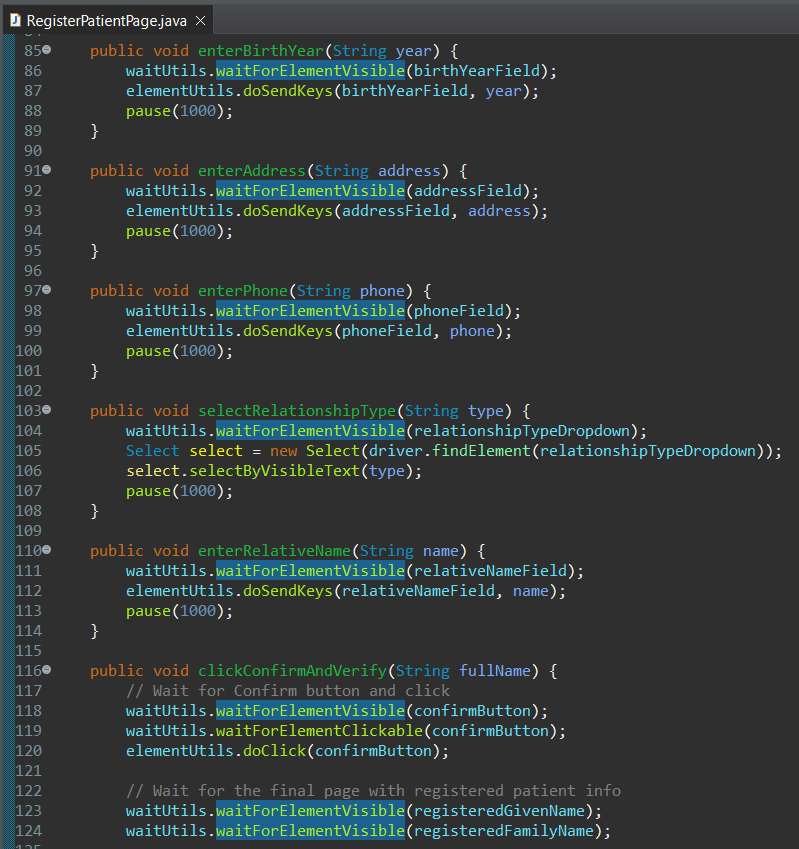 RegisterPatientPage.java
85 public void enterBirthYear(String year) {
86 waitUtils.waitForElementVisible(birthYearField);
87 elementUtils.doSendKeys(birthYearField, year);
88 pause(1000);
89 }
90
91 public void enterAddress(String address) {
92 waitUtils.waitForElementVisible(addressField);
93 elementUtils.doSendKeys(addressField, address);
94 pause(1000);
95 }
96
97 public void enterPhone(String phone) {
98 waitUtils.waitForElementVisible(phoneField);
99 elementUtils.doSendKeys(phoneField, phone);
100 pause(1000);
101 }
102
103 public void selectRelationshipType(String type) {
104 waitUtils.waitForElementVisible(relationshipTypeDropdown);
105 Select select = new Select(driver.findElement(relationshipTypeDropdown));
106 select.selectByVisibleText(type);
107 pause(1000);
108 }
109
110 public void enterRelativeName(String name) {
111 waitUtils.waitForElementVisible(relativeNameField);
112 elementUtils.doSendKeys(relativeNameField, name);
113 pause(1000);
114 }
115
116 public void clickConfirmAndVerify(String fullName) {
117 // Wait for Confirm button and click
118 waitUtils.waitForElementVisible(confirmButton);
119 waitUtils.waitForElementClickable(confirmButton);
120 elementUtils.doClick(confirmButton);
121
122 // Wait for the final page with registered patient info
123 waitUtils.waitForElementVisible(registeredGivenName);
124 waitUtils.waitForElementVisible(registeredFamilyName);